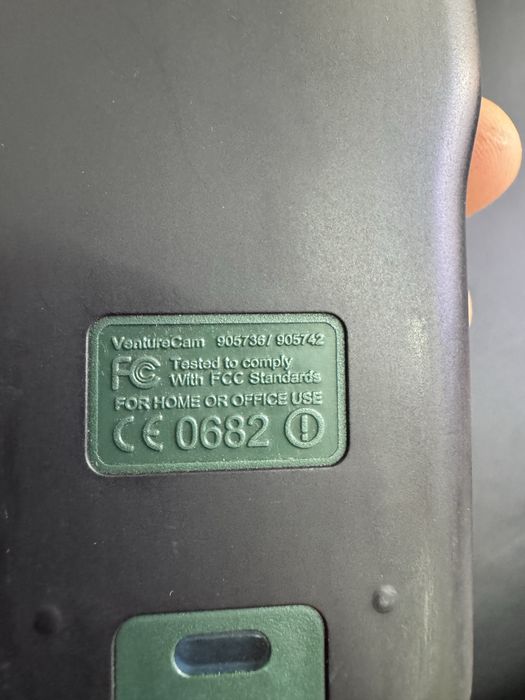 VentureCam 905736/ 905742
FC Tested to comply
With FCC Standards
FOR HOME OR OFFICE USE
CE 0682 !